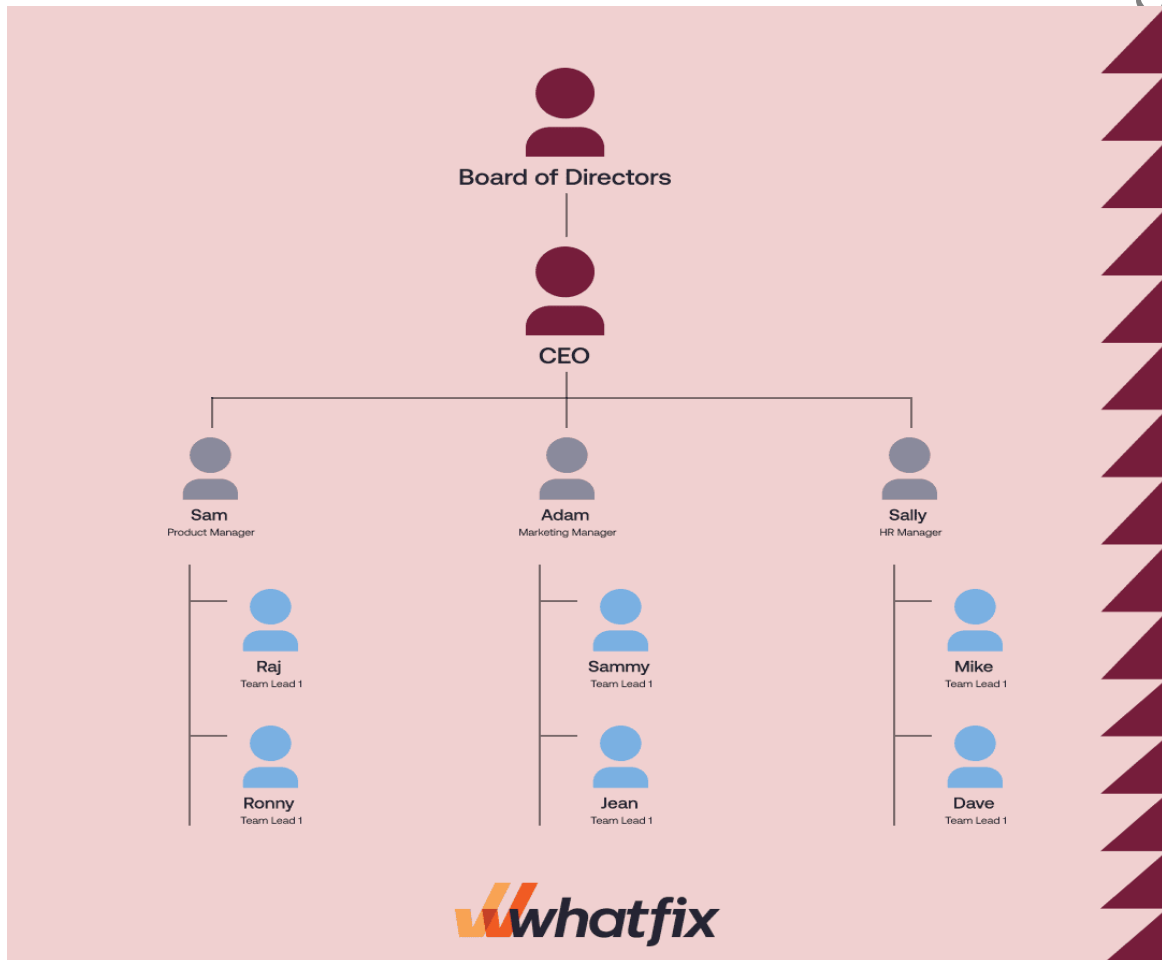 Board of Directors
CEO
Sam
Product Manager
Adam
Marketing Manager
Sally
HR Manager
Raj
Team Lead 1
Sammy
Team Lead 1
Mike
Team Lead 1
Ronny
Team Lead 1
Jean
Team Lead 1
Dave
Team Lead 1
whatfix